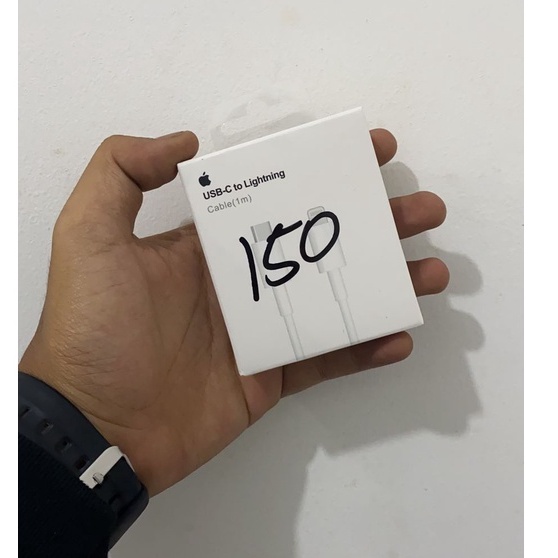 USB-C to Lightning
Cable(1m)
150